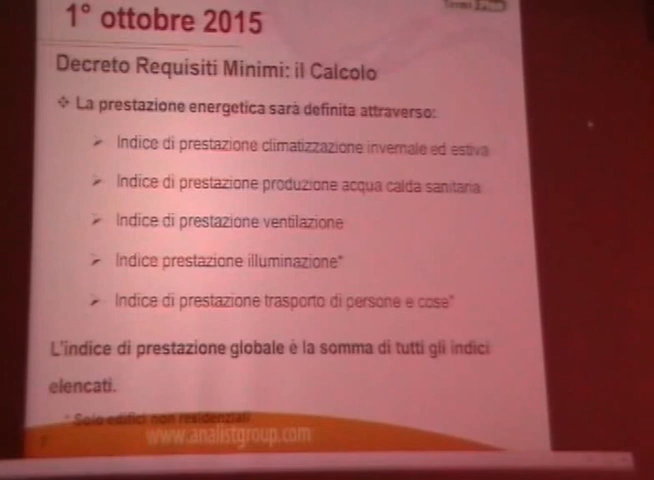 1° ottobre 2015
Decreto Requisiti Minimi: il Calcolo
❖ La prestazione energetica sarà definita attraverso:
➢ Indice di prestazione climatizzazione invernale ed estiva
➢ Indice di prestazione produzione acqua calda sanitaria
➢ Indice di prestazione ventilazione
➢ Indice prestazione illuminazione*
➢ Indice di prestazione trasporto di persone e cose*
L'indice di prestazione globale è la somma di tutti gli indici
elencati.
* Solo edifici non residenziali
www.analistgroup.com